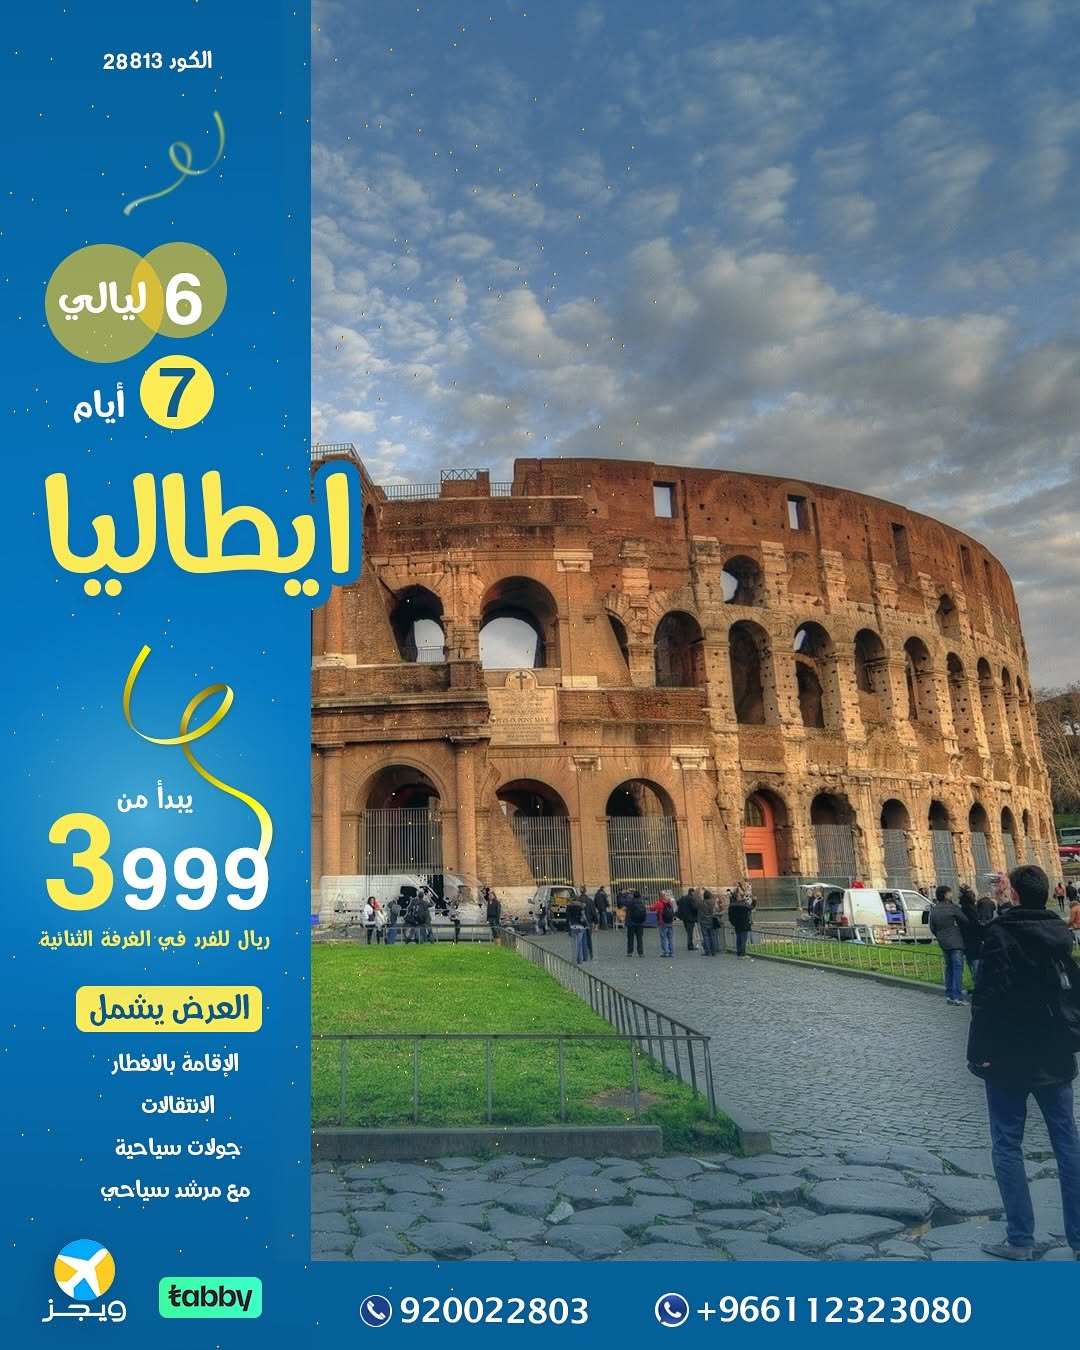 الكود 28813
6 ليالي
7 أيام
ايطاليا
يبدأ من
3999
ريال للفرد في الغرفة الثنائية
العرض يشمل
الإقامة بالافطار
الانتقالات
جولات سياحية
مع مرشد سياحي
ويجز
tabby
920022803
+966112323080